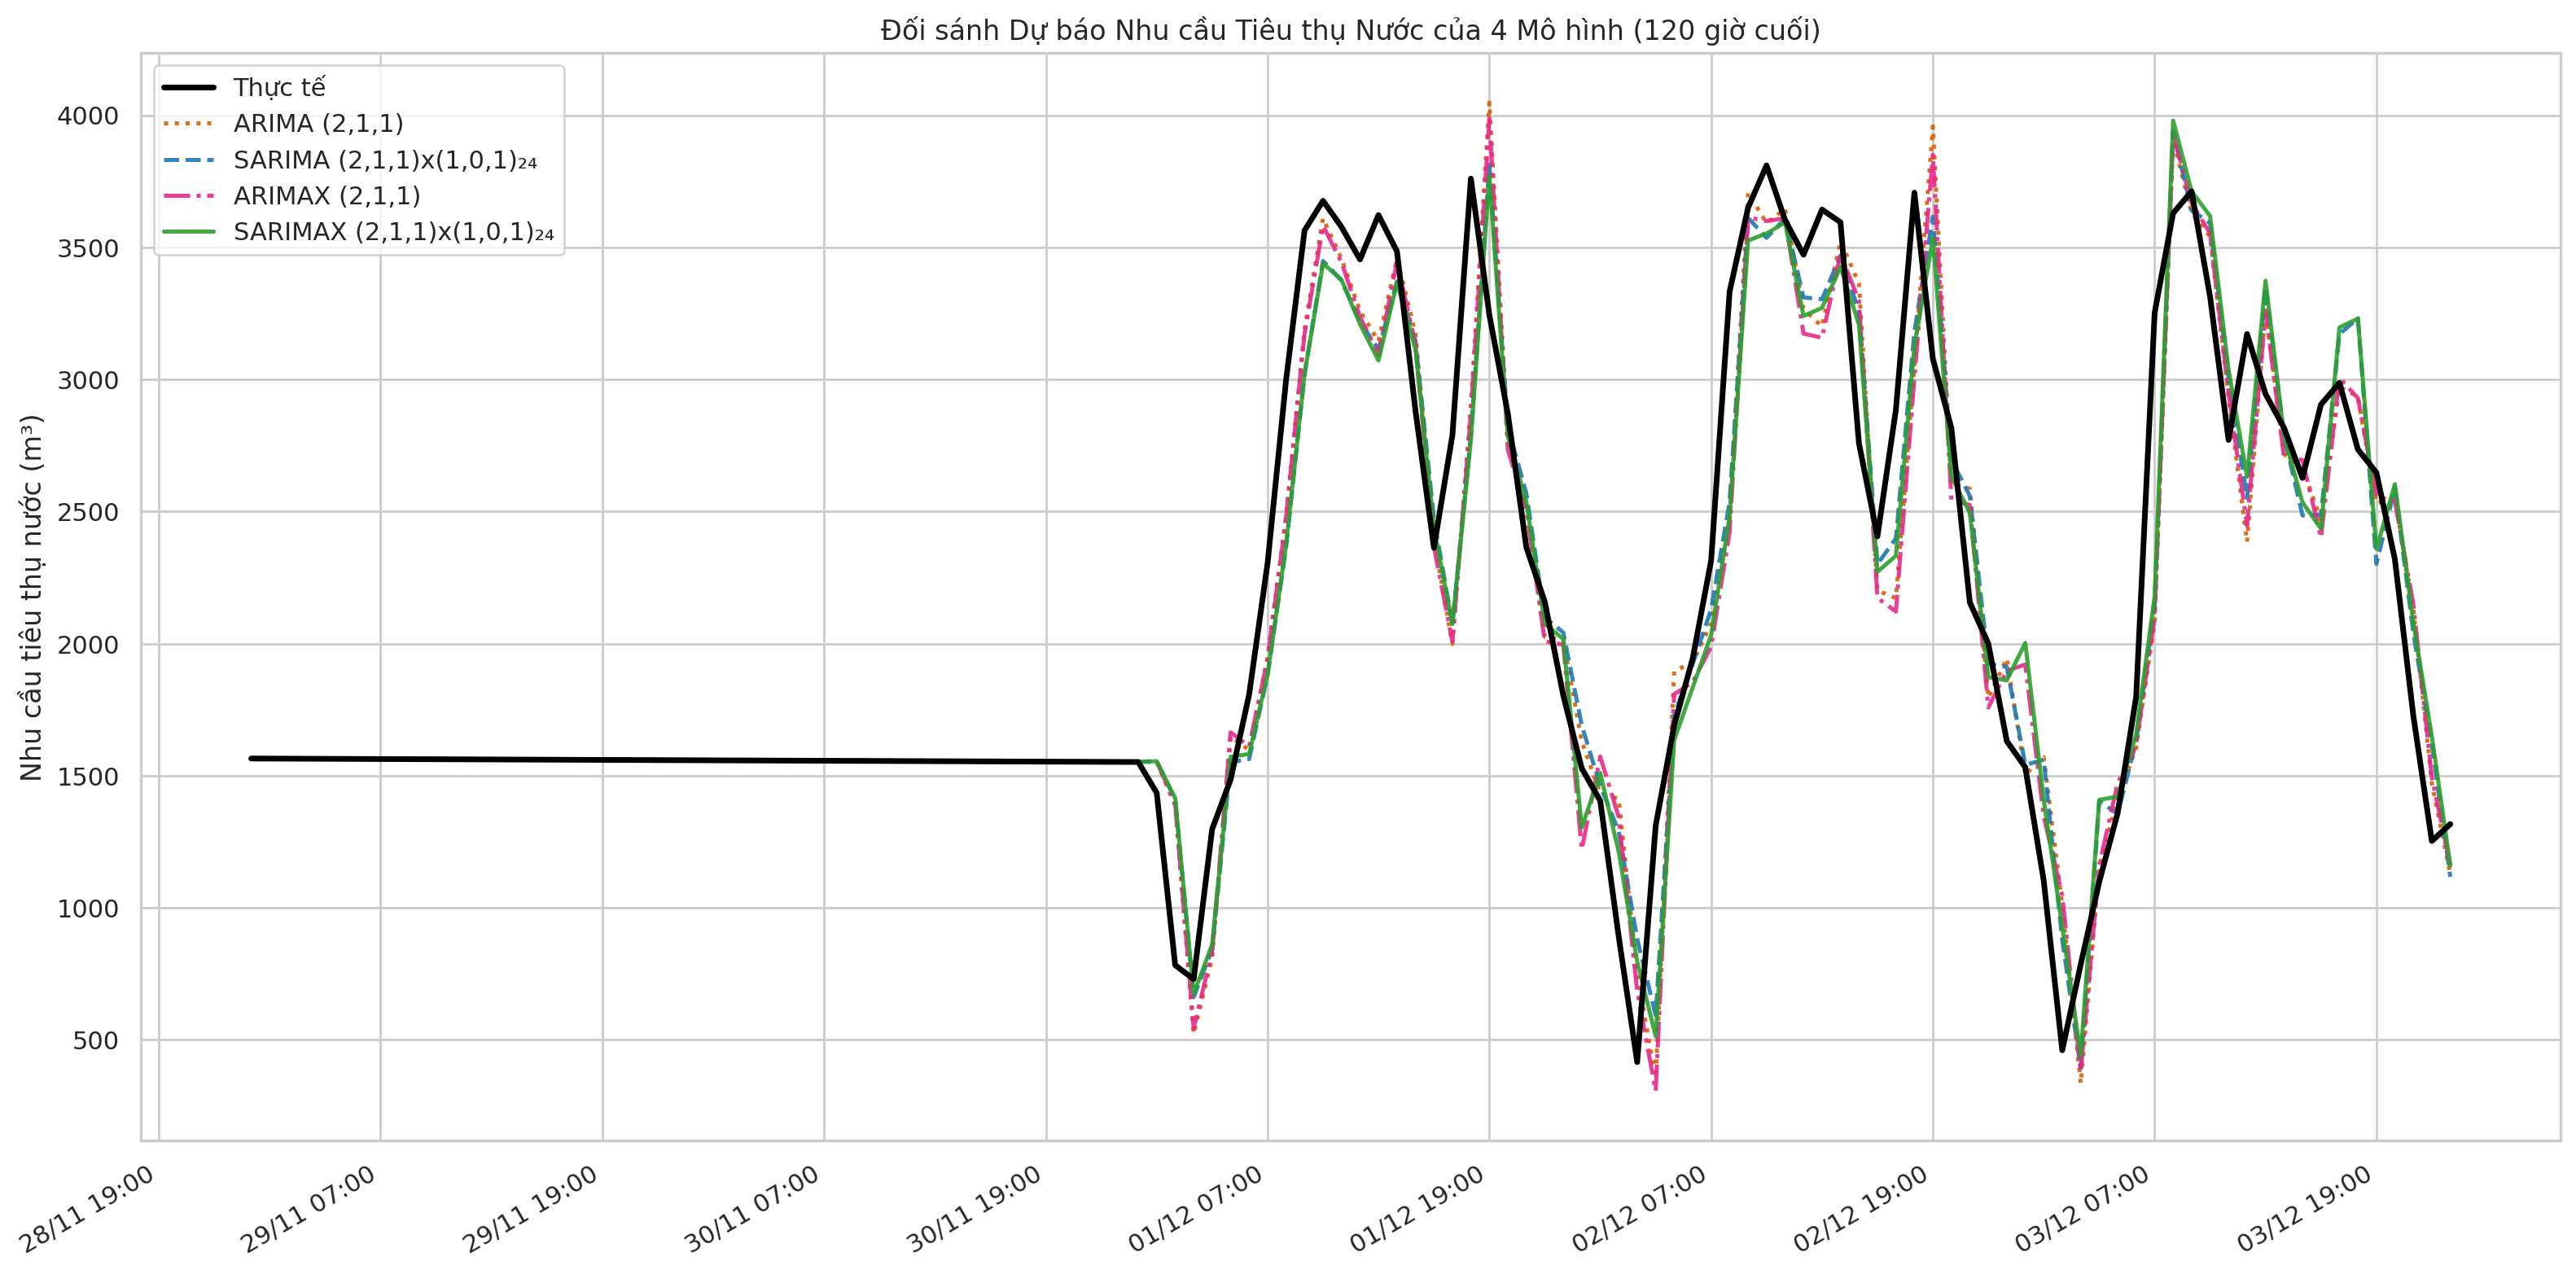 Đối sánh Dự báo Nhu cầu Tiêu thụ Nước của 4 Mô hình (120 giờ cuối)
Thực tế
ARIMA (2,1,1)
SARIMA (2,1,1)x(1,0,1)₂₄
ARIMAX (2,1,1)
SARIMAX (2,1,1)x(1,0,1)₂₄
Nhu cầu tiêu thụ nước (m³)
4000
3500
3000
2500
2000
1500
1000
500
28/11 19:00
29/11 07:00
29/11 19:00
30/11 07:00
30/11 19:00
01/12 07:00
01/12 19:00
02/12 07:00
02/12 19:00
03/12 07:00
03/12 19:00